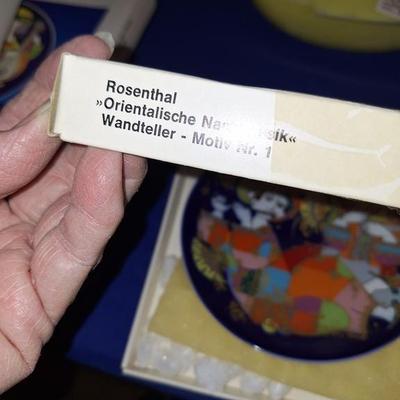 Rosenthal
»Orientalische
Wandteller - Motiv Nr. 1